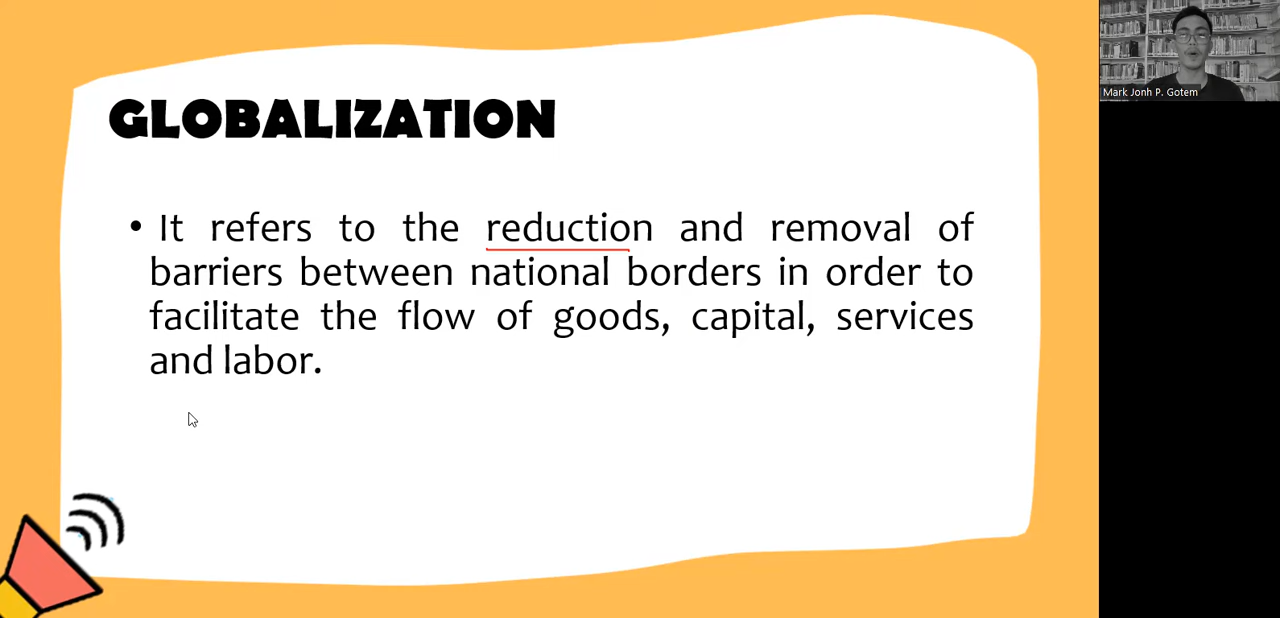 GLOBALIZATION
• It refers to the reduction and removal of
barriers between national borders in order to
facilitate the flow of goods, capital, services
and labor.
Mark Jonh P. Gotem